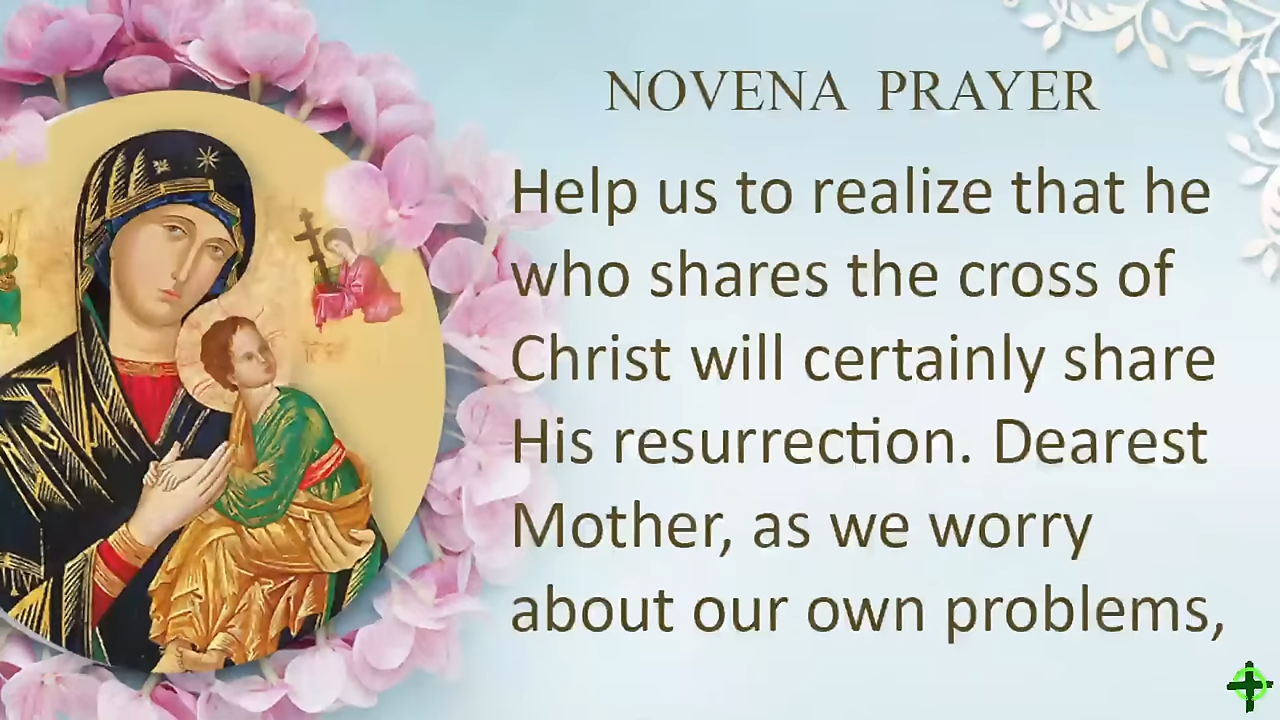 NOVENA PRAYER
Help us to realize that he
who shares the cross of
Christ will certainly share
His resurrection. Dearest
Mother, as we worry
about our own problems,